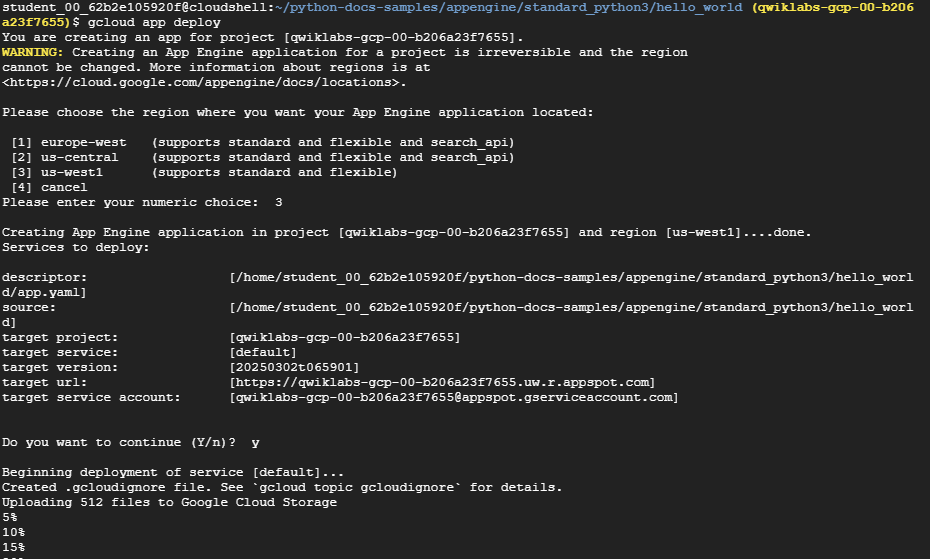 student_00_62b2e105920f@cloudshell:~/python-docs-samples/appengine/standard_python3/hello_world (qwiklabs-gcp-00-b206
a23f7655)$ gcloud app deploy
You are creating an app for project [qwiklabs-gcp-00-b206a23f7655].
WARNING: Creating an App Engine application for a project is irreversible and the region
cannot be changed. More information about regions is at
<https://cloud.google.com/appengine/docs/locations>.
Please choose the region where you want your App Engine application located:
[1] europe-west (supports standard and flexible and search_api)
[2] us-central (supports standard and flexible and search_api)
[3] us-west1 (supports standard and flexible)
[4] cancel
Please enter your numeric choice: 3
Creating App Engine application in project [qwiklabs-gcp-00-b206a23f7655] and region [us-west1]....done.
Services to deploy:
descriptor: [/home/student_00_62b2e105920f/python-docs-samples/appengine/standard_python3/hello_worl
d/app.yaml]
source: [/home/student_00_62b2e105920f/python-docs-samples/appengine/standard_python3/hello_worl
d]
target project: [qwiklabs-gcp-00-b206a23f7655]
target service: [default]
target version: [20250302t065901]
target url: [https://qwiklabs-gcp-00-b206a23f7655.uw.r.appspot.com]
target service account: [qwiklabs-gcp-00-b206a23f7655@appspot.gserviceaccount.com]
Do you want to continue (Y/n)? y
Beginning deployment of service [default]...
Created .gcloudignore file. See `gcloud topic gcloudignore` for details.
Uploading 512 files to Google Cloud Storage
5%
10%
15%